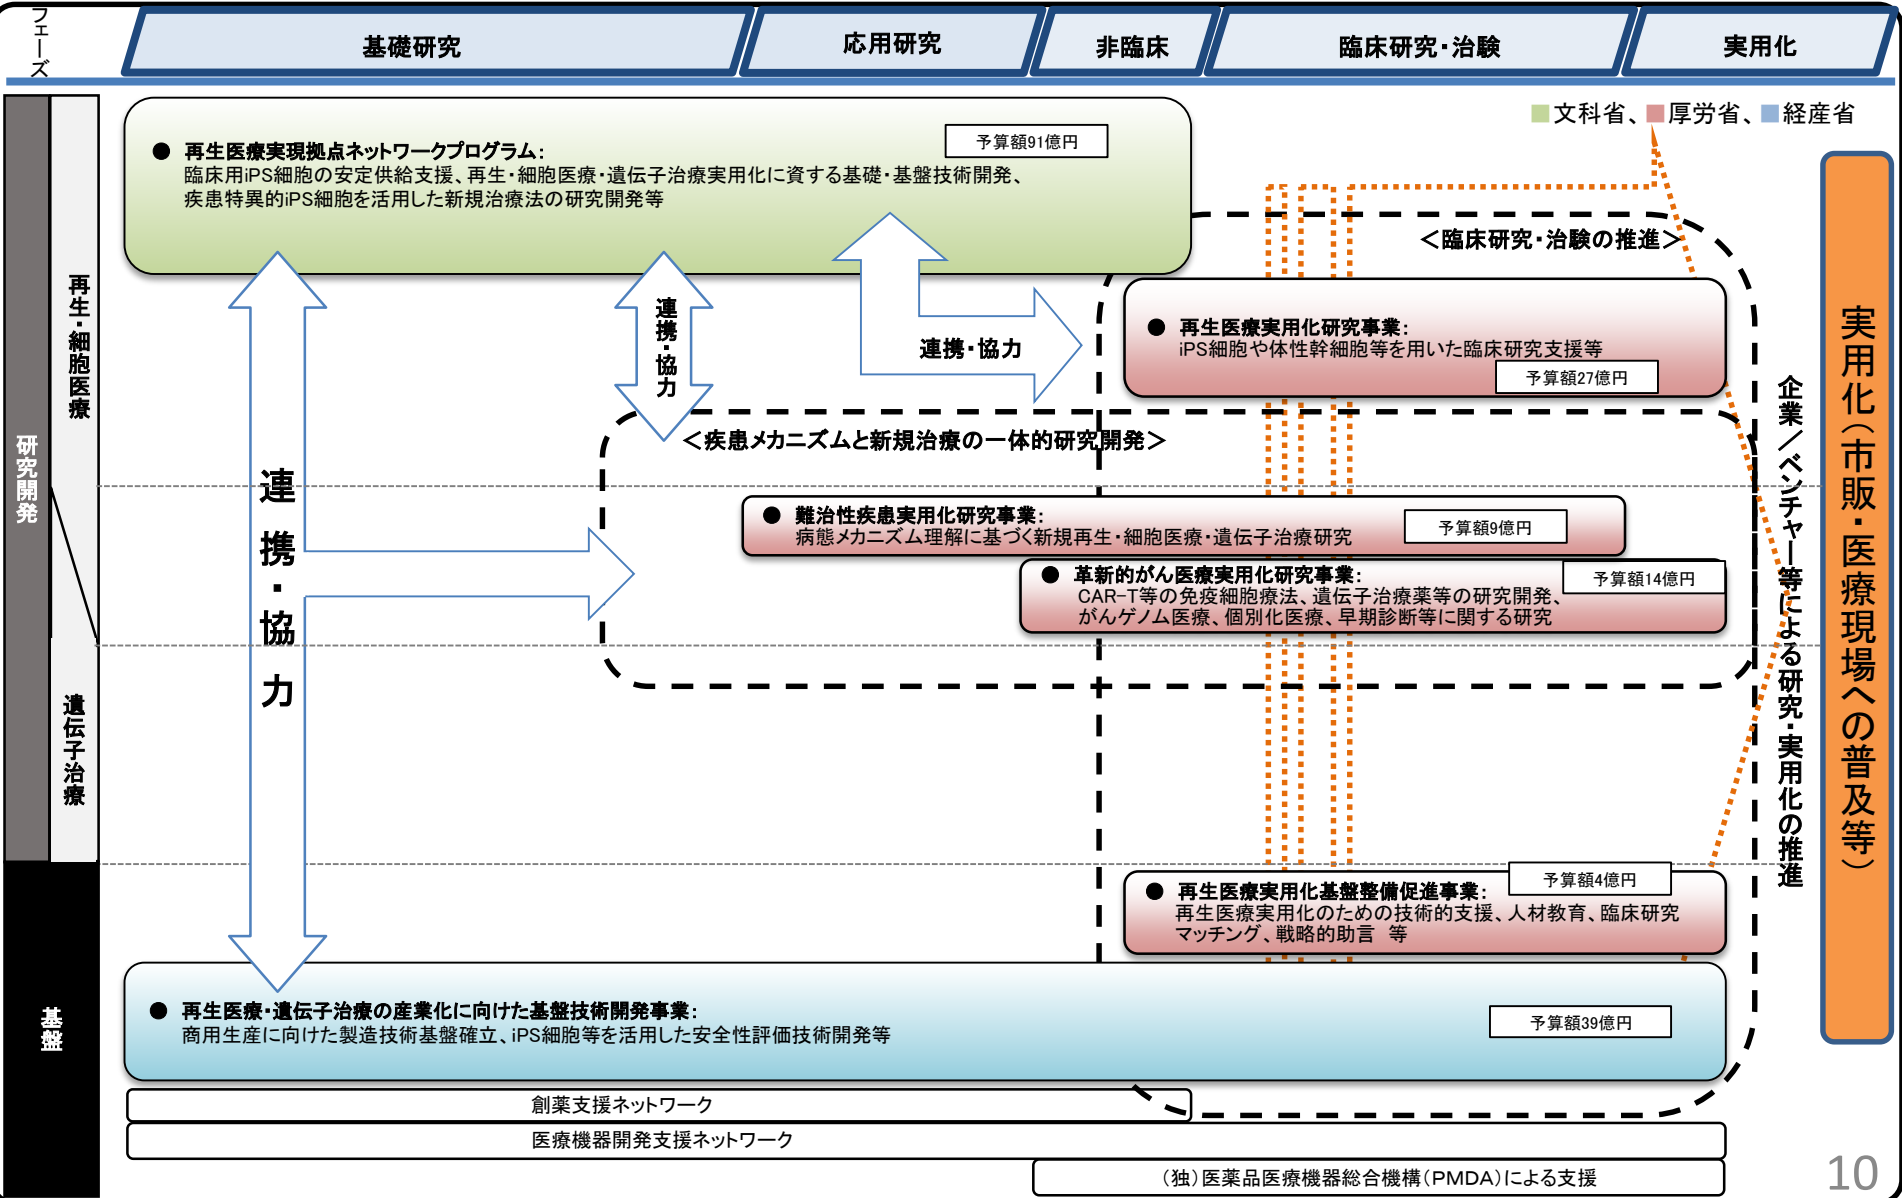 フェーズ
基礎研究
応用研究
非臨床
臨床研究・治験
実用化
■文科省、■厚労省、■経産省
研究開発
再生・細胞医療
遺伝子治療
基盤
予算額91億円
● 再生医療実現拠点ネットワークプログラム：
臨床用iPS細胞の安定供給支援、再生・細胞医療・遺伝子治療実用化に資する基礎・基盤技術開発、
疾患特異的iPS細胞を活用した新規治療法の研究開発等
＜臨床研究・治験の推進＞
連携・協力
連携・協力
連携・協力
● 再生医療実用化研究事業：
iPS細胞や体性幹細胞等を用いた臨床研究支援等
予算額27億円
＜疾患メカニズムと新規治療の一体的研究開発＞
● 難治性疾患実用化研究事業：
病態メカニズム理解に基づく新規再生・細胞医療・遺伝子治療研究
予算額9億円
● 革新的がん医療実用化研究事業：
CAR-T等の免疫細胞療法、遺伝子治療薬等の研究開発、
がんゲノム医療、個別化医療、早期診断等に関する研究
予算額14億円
企業／ベンチャー等による研究・実用化の推進
実用化（市販・医療現場への普及等）
予算額4億円
● 再生医療実用化基盤整備促進事業：
再生医療実用化のための技術的支援、人材教育、臨床研究
マッチング、戦略的助言　等
● 再生医療・遺伝子治療の産業化に向けた基盤技術開発事業：
商用生産に向けた製造技術基盤確立、iPS細胞等を活用した安全性評価技術開発等
予算額39億円
創薬支援ネットワーク
医療機器開発支援ネットワーク
（独）医薬品医療機器総合機構（PMDA）による支援
10